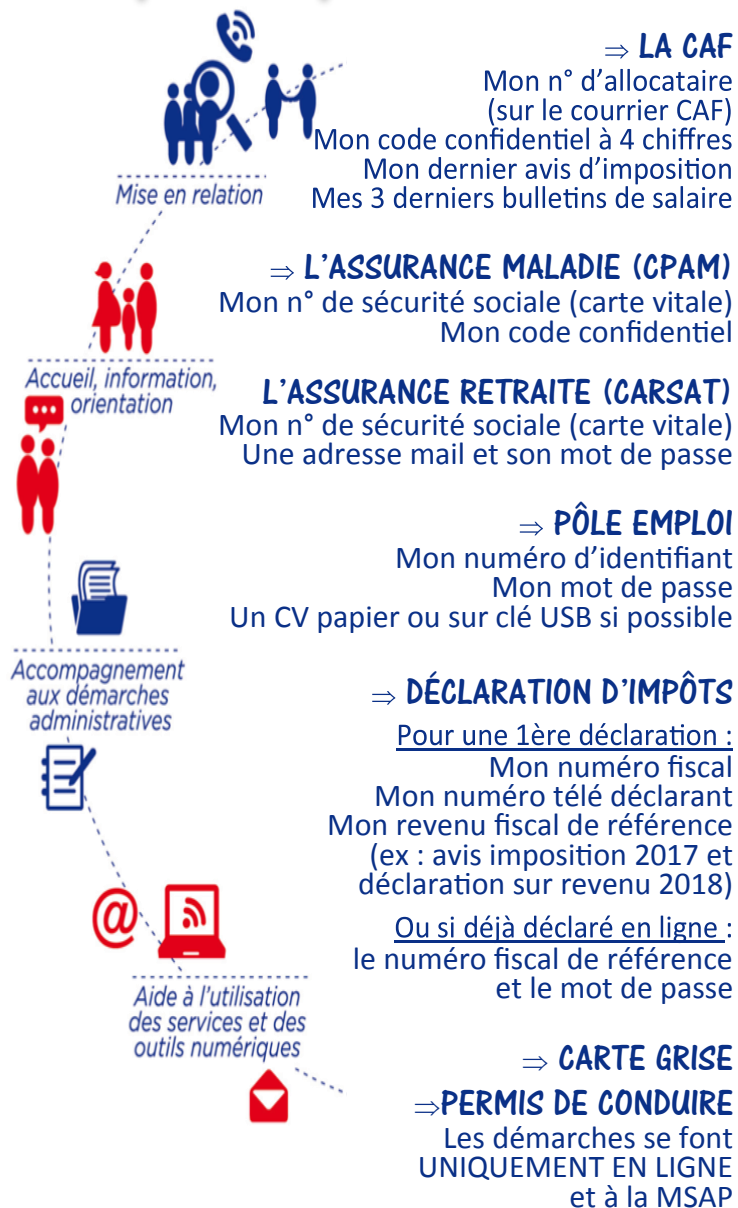 ⇒ LA CAF
Mon n° d'allocataire
(sur le courrier CAF)
Mon code confidentiel à 4 chiffres
Mon dernier avis d'imposition
Mes 3 derniers bulletins de salaire
Mise en relation
⇒ L'ASSURANCE MALADIE (CPAM)
Mon n° de sécurité sociale (carte vitale)
Mon code confidentiel
Accueil, information,
orientation
L'ASSURANCE RETRAITE (CARSAT)
Mon n° de sécurité sociale (carte vitale)
Une adresse mail et son mot de passe
⇒ PÔLE EMPLOI
Mon numéro d'identifiant
Mon mot de passe
Un CV papier ou sur clé USB si possible
Accompagnement
aux démarches
administratives
⇒ DÉCLARATION D'IMPÔTS
Pour une 1ère déclaration :
Mon numéro fiscal
Mon numéro télé déclarant
Mon revenu fiscal de référence
(ex : avis imposition 2017 et
déclaration sur revenu 2018)
Ou si déjà déclaré en ligne :
le numéro fiscal de référence
et le mot de passe
@
Aide à l'utilisation
des services et des
outils numériques
⇒ CARTE GRISE
⇒PERMIS DE CONDUIRE
Les démarches se font
UNIQUEMENT EN LIGNE
et à la MSAP